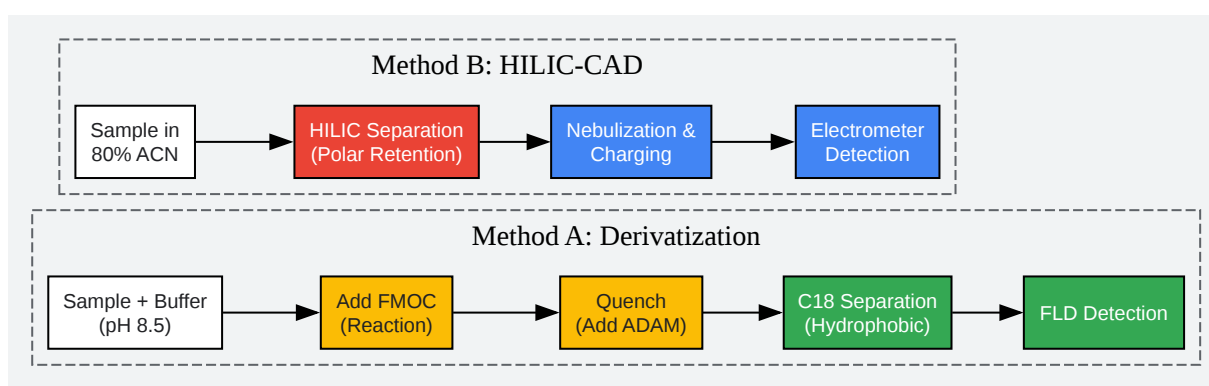 Method B: HILIC-CAD
Sample in
80% ACN
HILIC Separation
(Polar Retention)
Nebulization &
Charging
Electrometer
Detection
Method A: Derivatization
Sample + Buffer
(pH 8.5)
Add FMOC
(Reaction)
Quench
(Add ADAM)
C18 Separation
(Hydrophobic)
FLD Detection